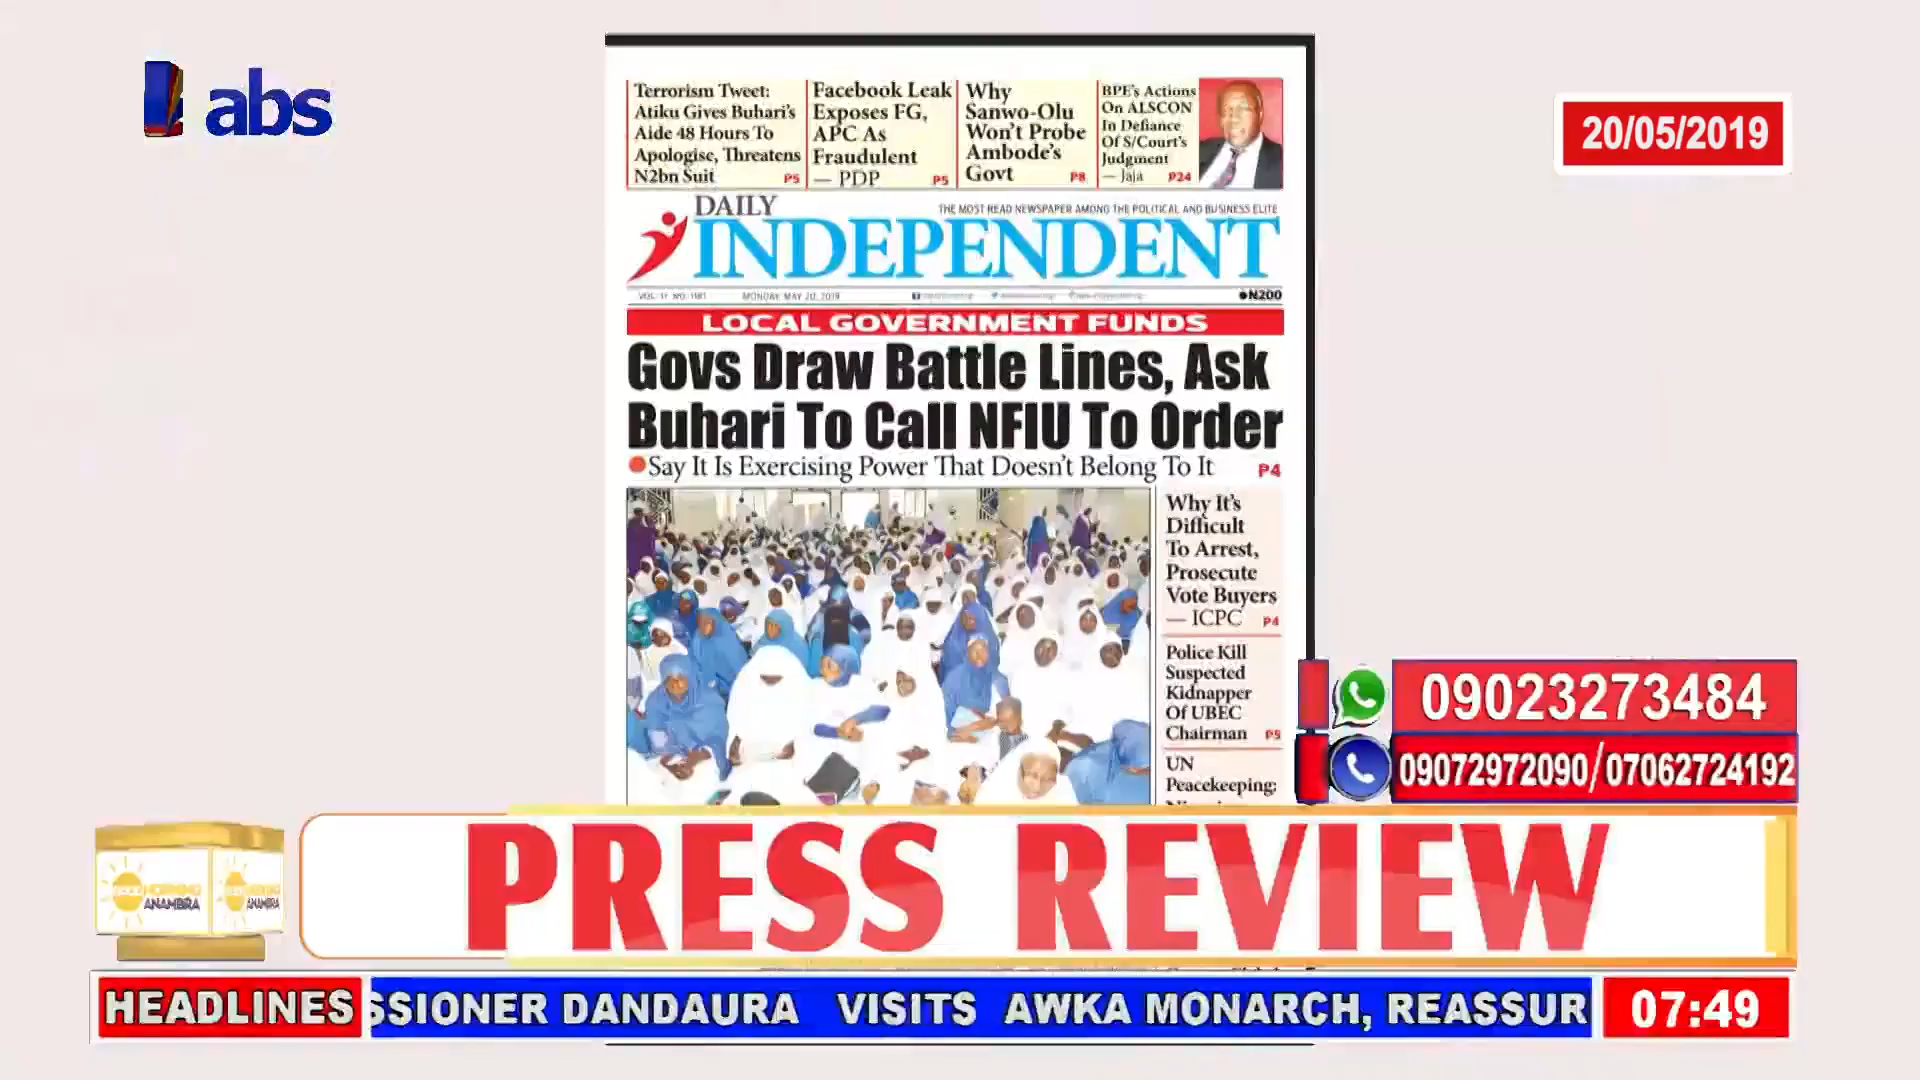 abs
20/05/2019
Terrorism Tweet:
Atiku Gives Buhari's
Aide 48 Hours To
Apologise, Threatens
N2bn Suit P5
Facebook Leak
Exposes FG,
APC As
Fraudulent
— PDP P5
Why
Sanwo-Olu
Won't Probe
Ambode's
Govt P8
BPE's Actions
On ALSCON
In Defiance
Of S/Court's
Judgment
— Jaja P24
DAILY
THE MOST READ NEWSPAPER AMONG THE POLITICAL AND BUSINESS ELITE
INDEPENDENT
MONDAY, MAY 20, 2019
N200
LOCAL GOVERNMENT FUNDS
Govs Draw Battle Lines, Ask
Buhari To Call NFIU To Order
Say It Is Exercising Power That Doesn't Belong To It P4
Why It's
Difficult
To Arrest,
Prosecute
Vote Buyers
— ICPC P4
Police Kill
Suspected
Kidnapper
Of UBEC
Chairman P5
UN
Peacekeeping:
09023273484
09072972090/07062724192
MORNING
ANAMBRA
ANAMBRA
PRESS REVIEW
HEADLINES
SSIONER DANDAURA VISITS AWKA MONARCH, REASSUR
07:49